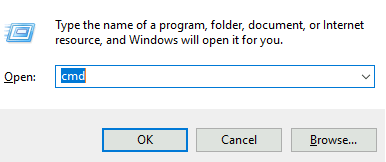 Type the name of a program, folder, document, or Internet
resource, and Windows will open it for you.
Open: cmd
OK Cancel Browse...